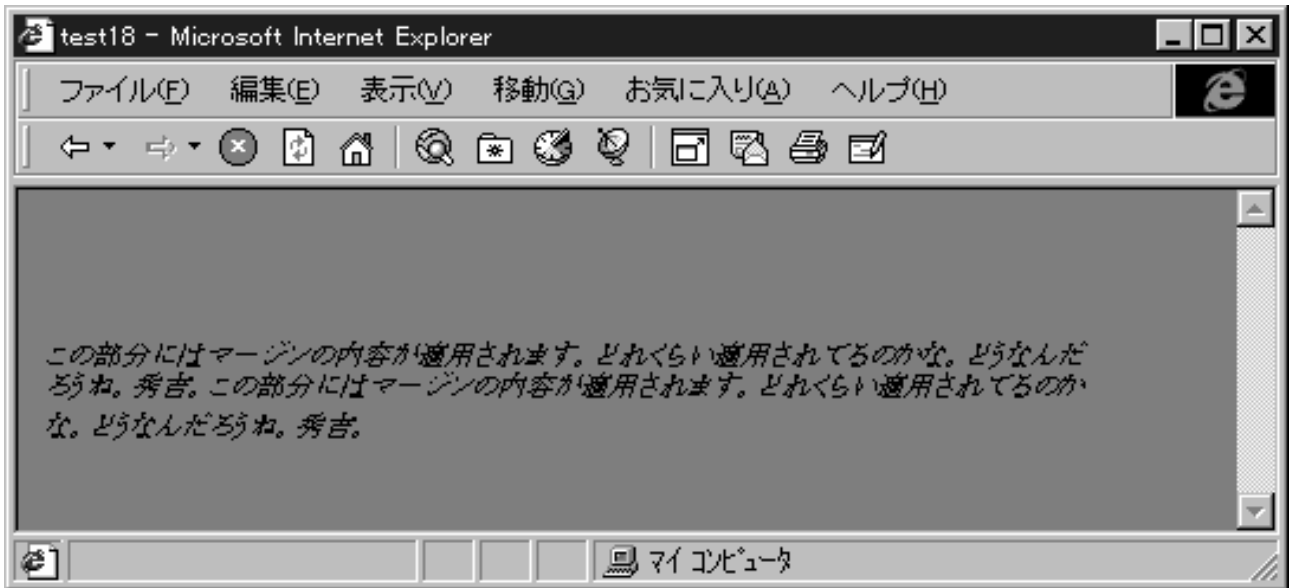 test18 - Microsoft Internet Explorer
ファイル(F) 編集(E) 表示(V) 移動(G) お気に入り(A) ヘルプ(H)
この部分にはマージンの内容が適用されます。どれくらい適用されてるのかな。どうなんだ
ろうね。秀吉。この部分にはマージンの内容が適用されます。どれくらい適用されてるのか
な。どうなんだろうね。秀吉。
マイ コンピュータ